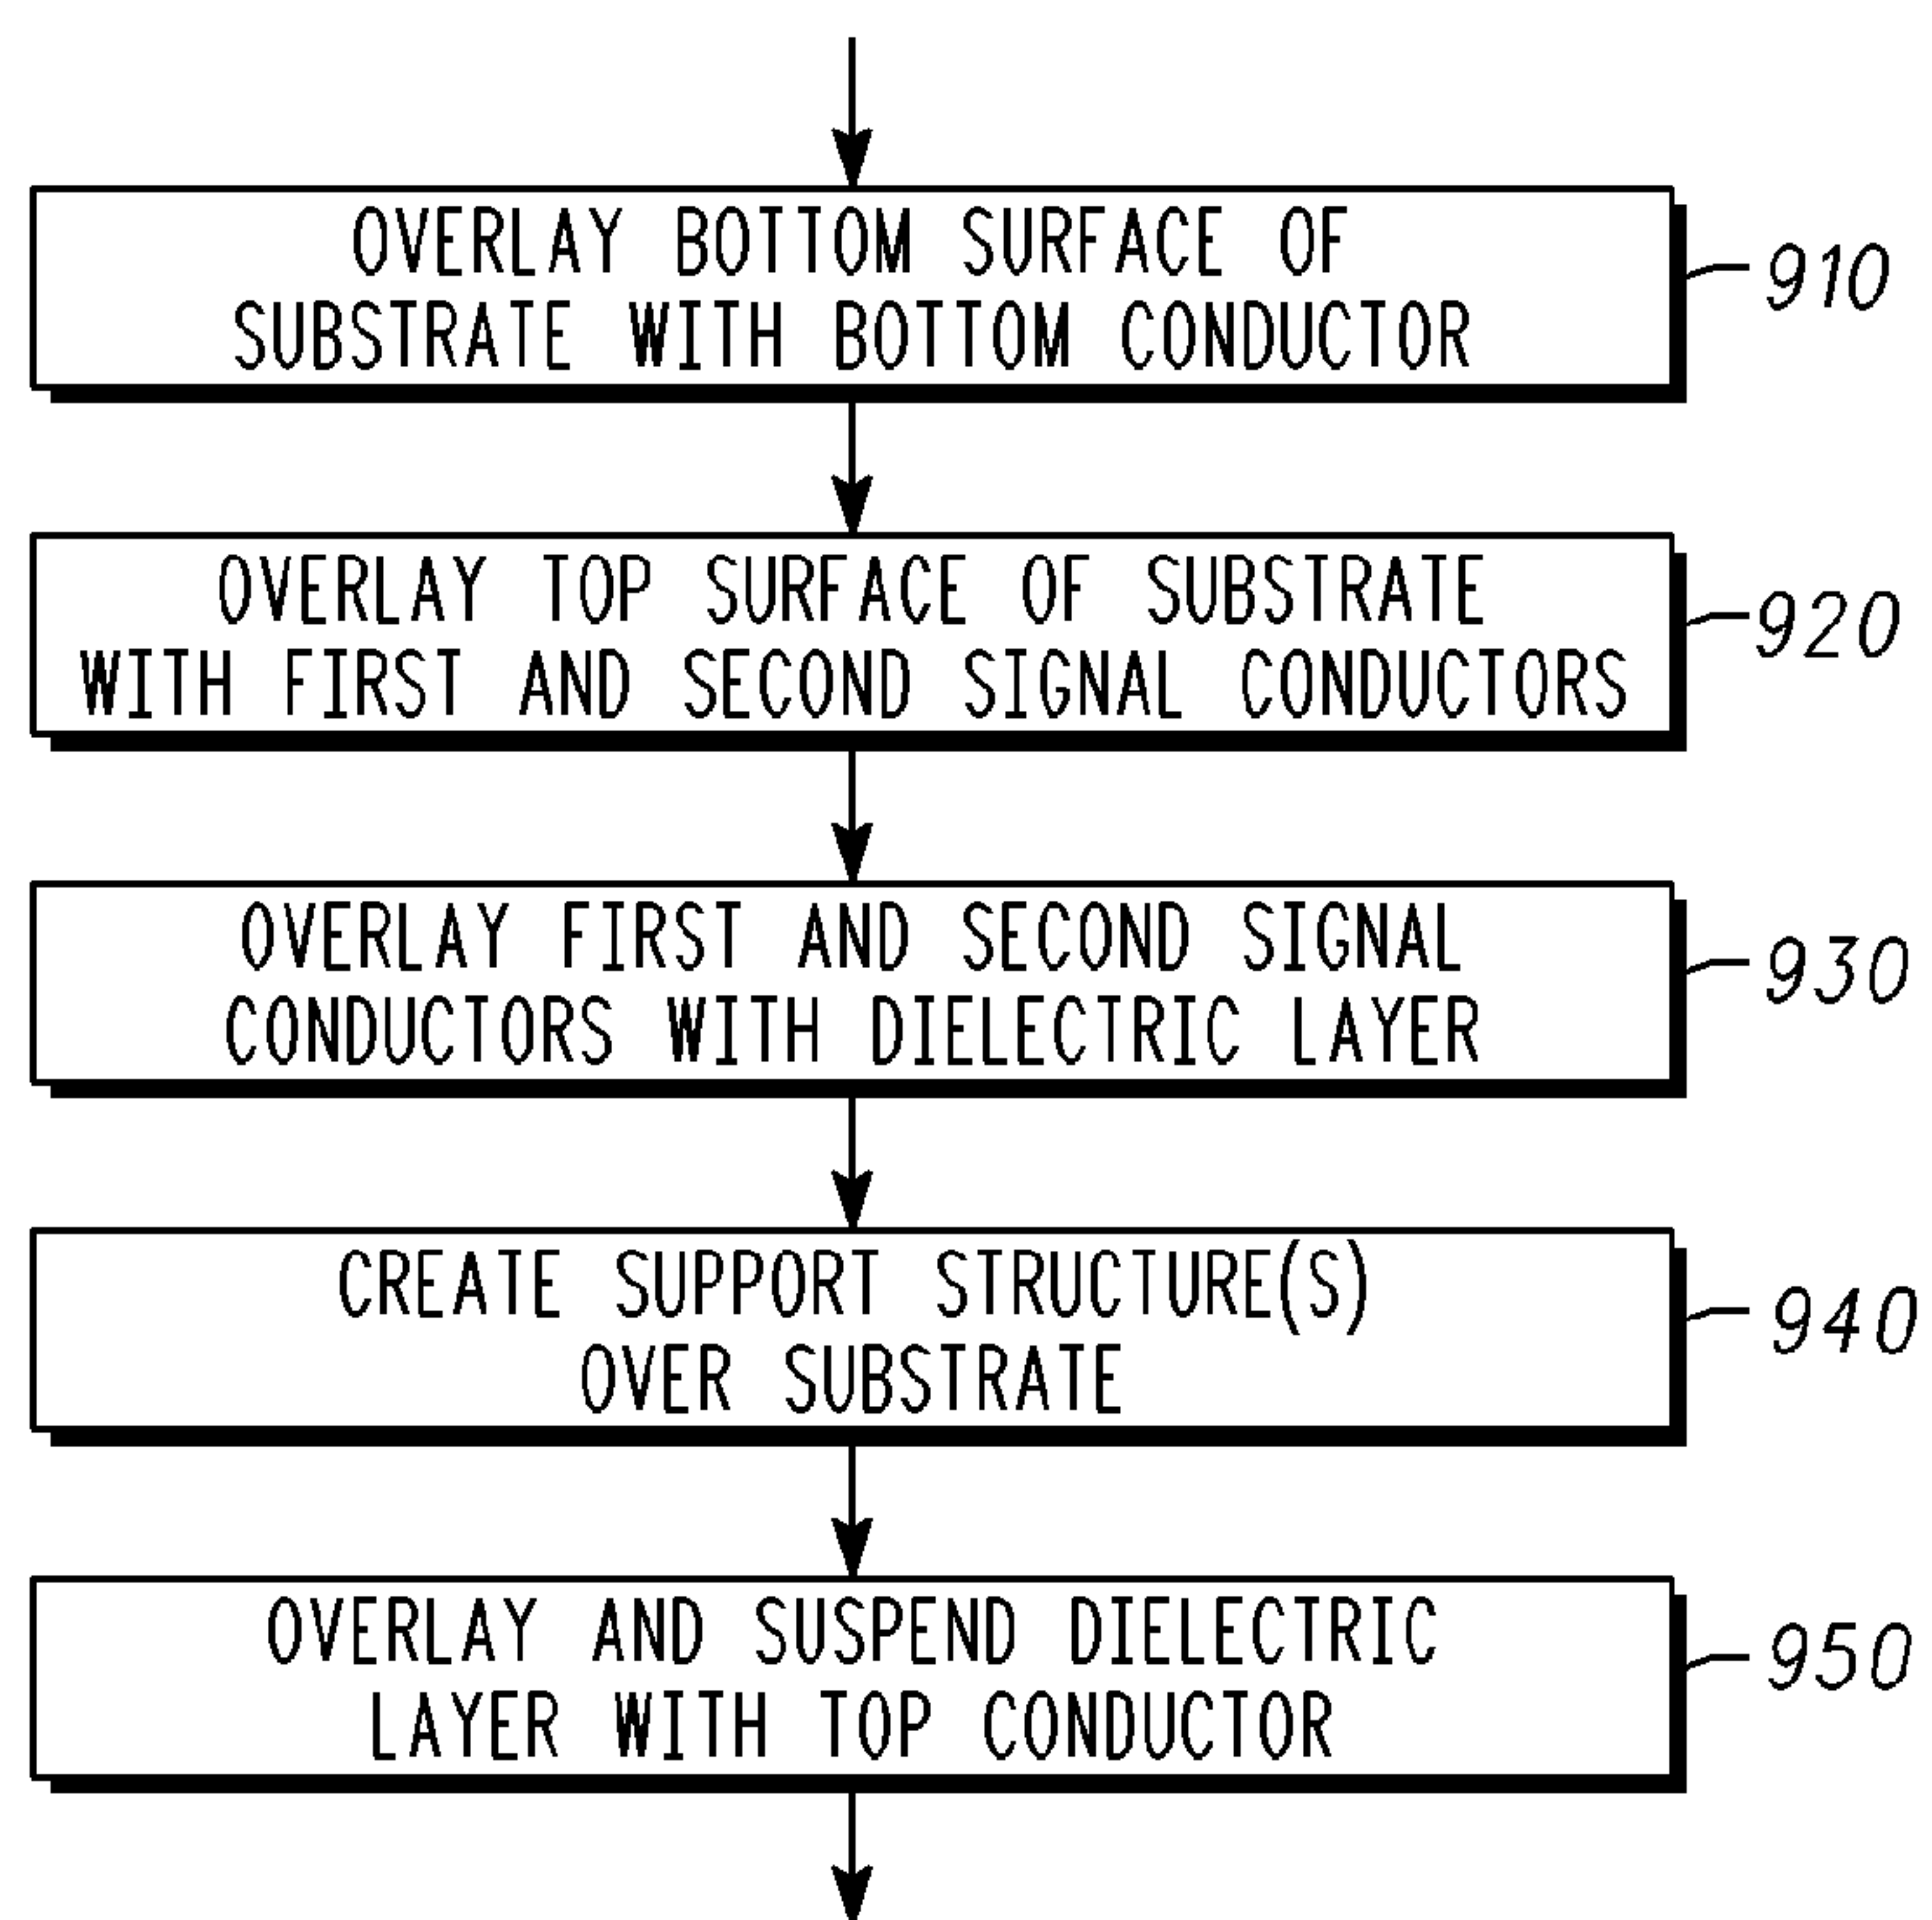 OVERLAY BOTTOM SURFACE OF
SUBSTRATE WITH BOTTOM CONDUCTOR
910
OVERLAY TOP SURFACE OF SUBSTRATE
WITH FIRST AND SECOND SIGNAL CONDUCTORS
920
OVERLAY FIRST AND SECOND SIGNAL
CONDUCTORS WITH DIELECTRIC LAYER
930
CREATE SUPPORT STRUCTURE(S)
OVER SUBSTRATE
940
OVERLAY AND SUSPEND DIELECTRIC
LAYER WITH TOP CONDUCTOR
950